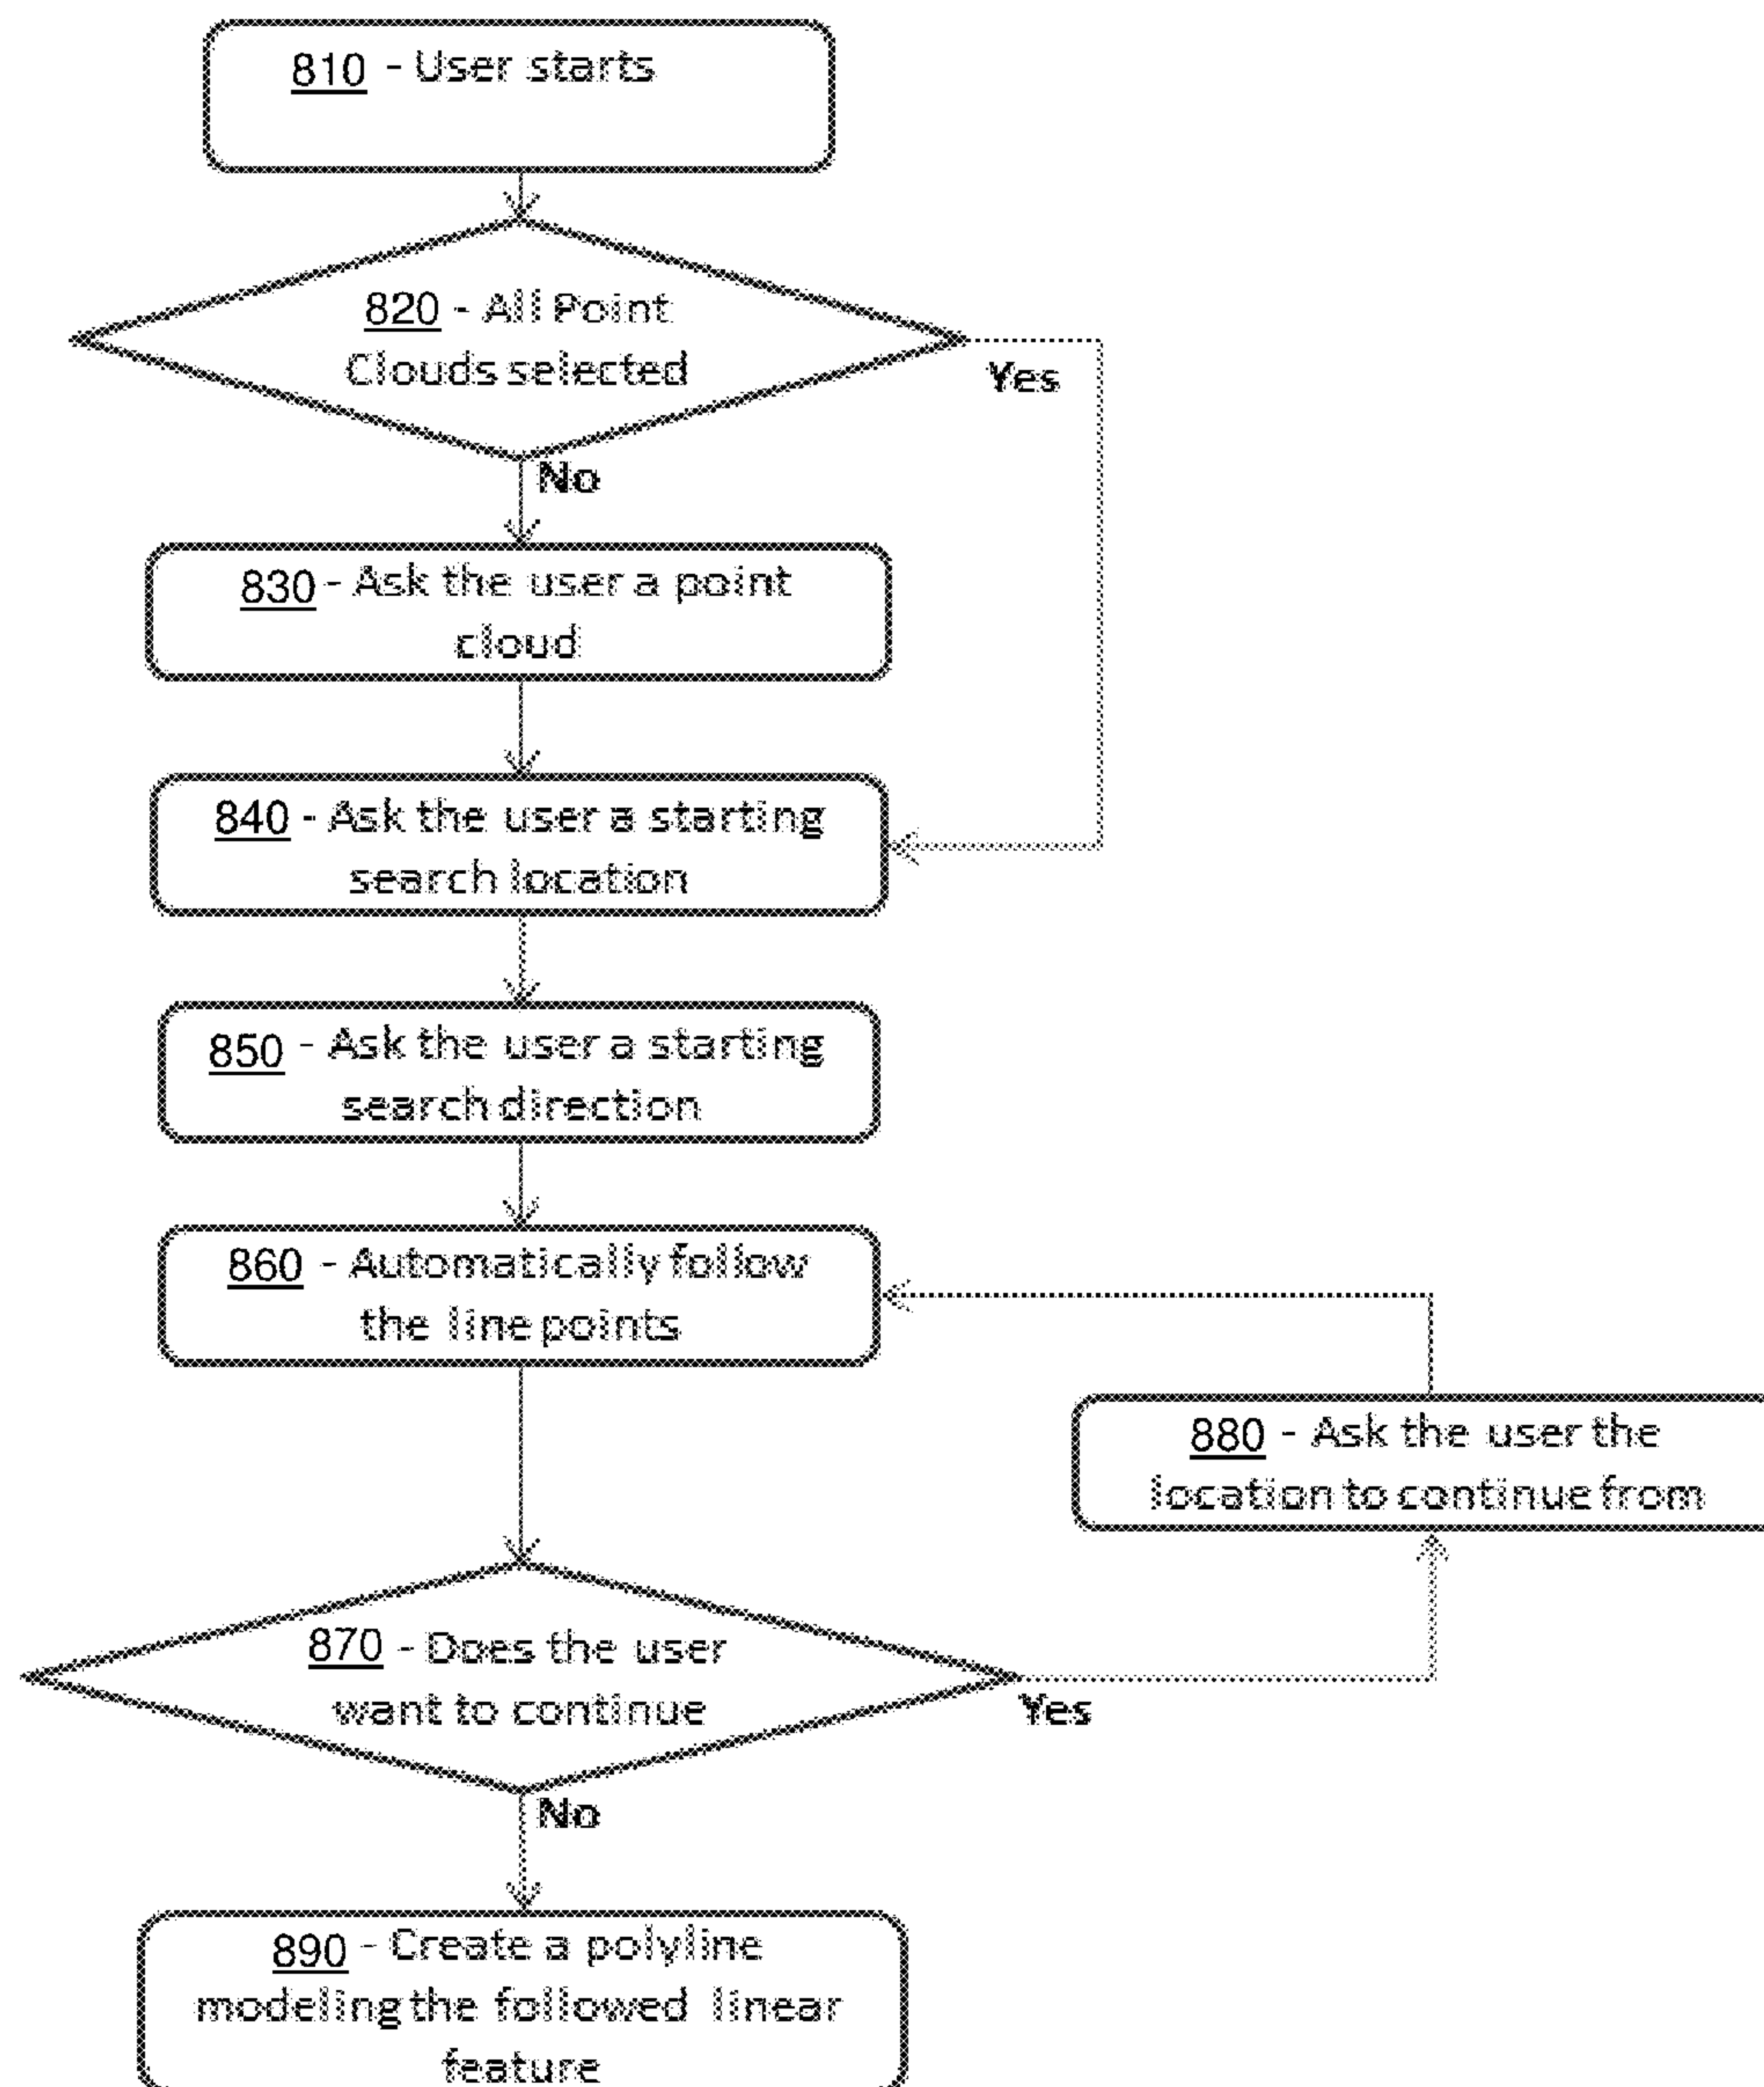 810 - User starts
820 - All Point
Clouds selected
Yes
No
830 - Ask the user a point
cloud
840 - Ask the user a starting
search location
850 - Ask the user a starting
search direction
860 - Automatically follow
the line points
880 - Ask the user the
location to continue from
870 - Does the user
want to continue
Yes
No
890 - Create a polyline
modeling the followed linear
feature